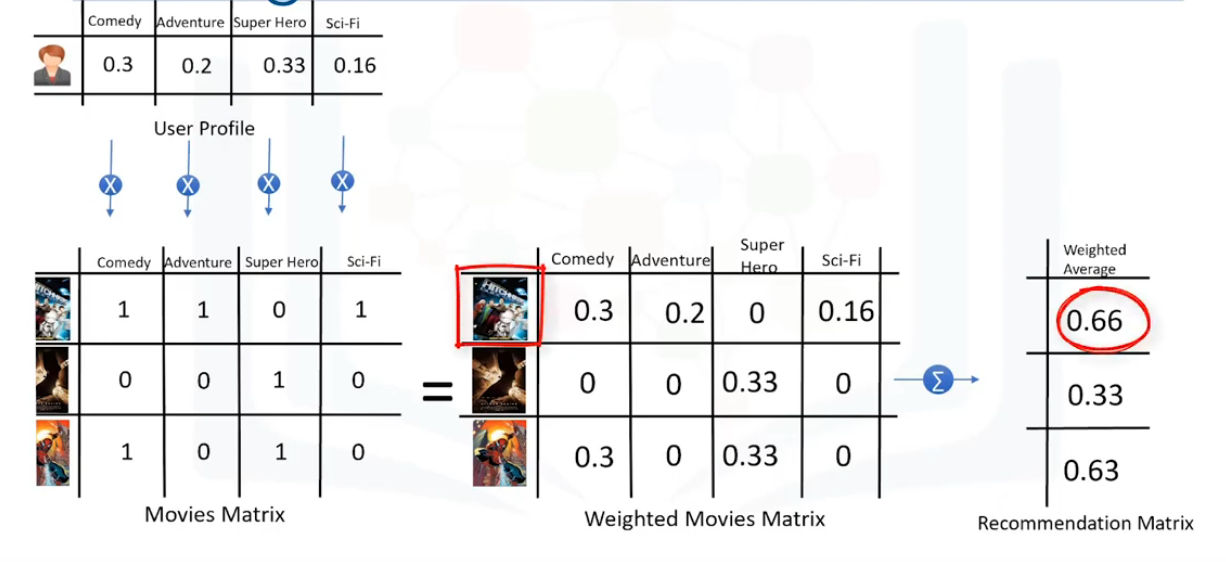 Comedy Adventure Super Hero Sci-Fi
0.3 0.2 0.33 0.16
User Profile
X X X X
Comedy Adventure Super Hero Sci-Fi
1 1 0 1
0 0 1 0
1 0 1 0
Movies Matrix
=
Comedy Adventure Super Hero Sci-Fi
0.3 0.2 0 0.16
0 0 0.33 0
0.3 0 0.33 0
Weighted Movies Matrix
Σ
Weighted
Average
0.66
0.33
0.63
Recommendation Matrix